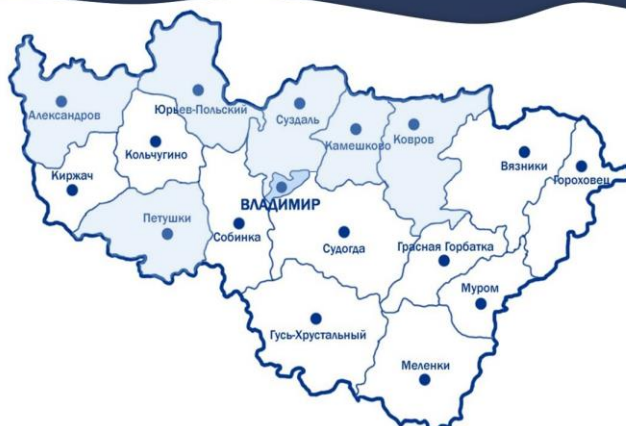 Александров
Юрьев-Польский
Суздаль
Камешково
Ковров
Кольчугино
Вязники
Гороховец
Киржач
ВЛАДИМИР
Петушки
Собинка
Судогда
Грасная Горбатка
Муром
Гусь-Хрустальный
Меленки